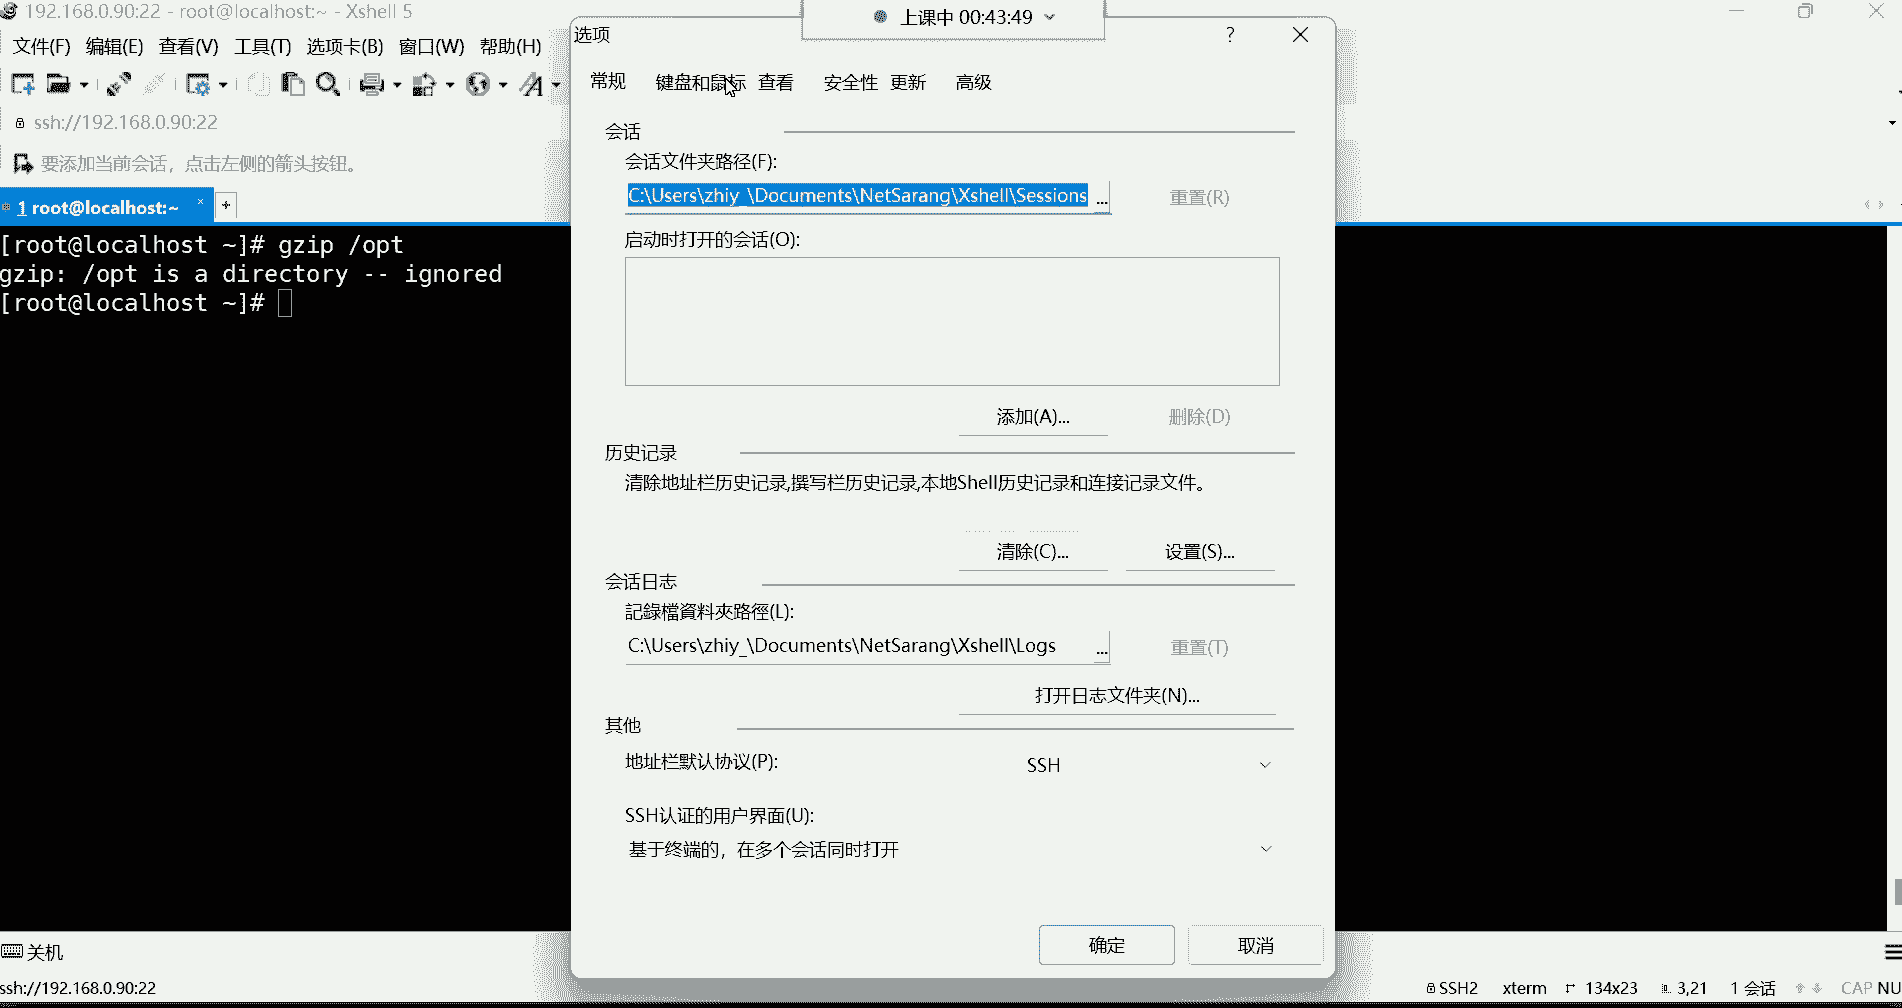 192.168.0.90:22 - root@localhost:~ - Xshell 5
上课中 00:43:49
文件(F) 编辑(E) 查看(V) 工具(T) 选项卡(B) 窗口(W) 帮助(H)
ssh://192.168.0.90:22
要添加当前会话，点击左侧的箭头按钮。
1 root@localhost:~ × +
[root@localhost ~]# gzip /opt
gzip: /opt is a directory -- ignored
[root@localhost ~]#
选项 ?
常规 键盘和鼠标 查看 安全性 更新 高级
会话
会话文件夹路径(F):
C:\Users\zhiy_\Documents\NetSarang\Xshell\Sessions ... 重置(R)
启动时打开的会话(O):
添加(A)... 删除(D)
历史记录
清除地址栏历史记录,撰写栏历史记录,本地Shell历史记录和连接记录文件。
清除(C)... 设置(S)...
会话日志
記錄檔資料夾路徑(L):
C:\Users\zhiy_\Documents\NetSarang\Xshell\Logs ... 重置(T)
打开日志文件夹(N)...
其他
地址栏默认协议(P): SSH
SSH认证的用户界面(U):
基于终端的，在多个会话同时打开
确定 取消
关机
ssh://192.168.0.90:22 SSH2 xterm 134x23 3,21 1 会话 CAP NU